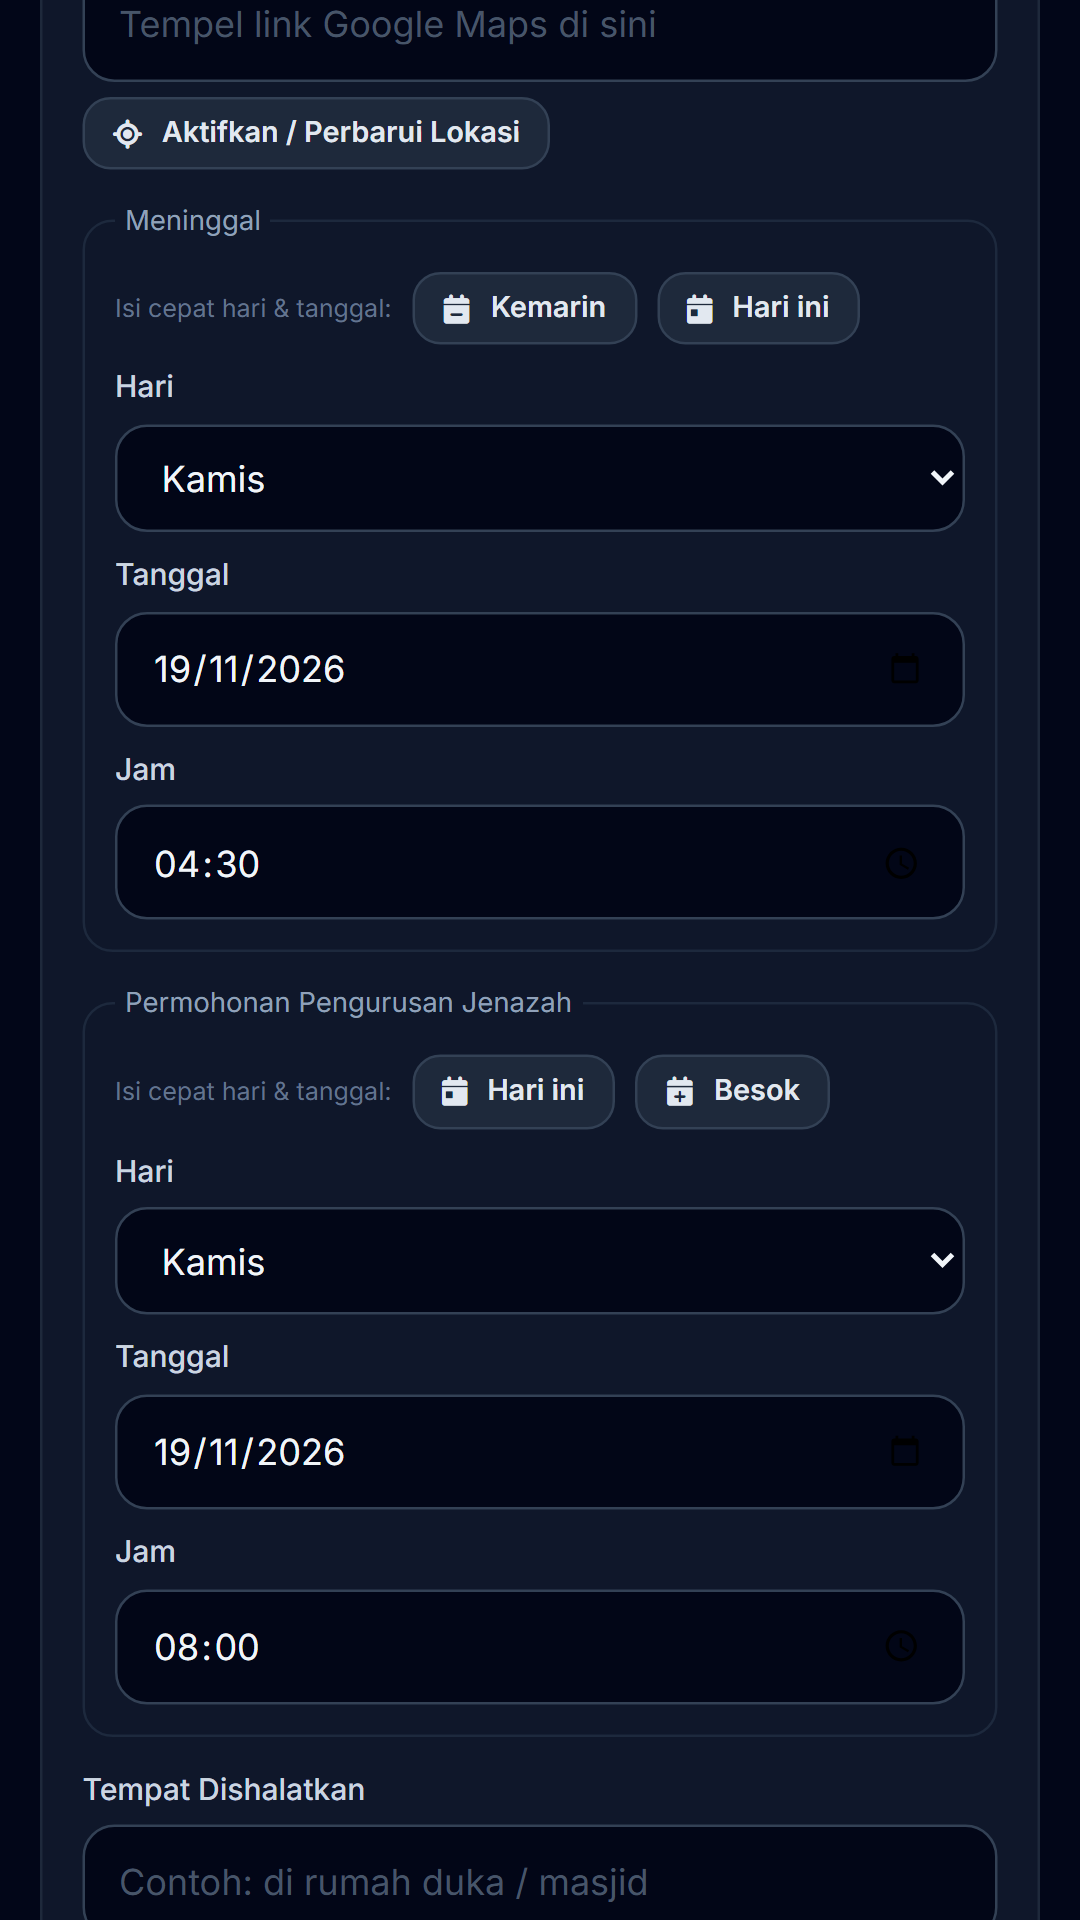 Tempel link Google Maps di sini
Aktifkan / Perbarui Lokasi
Meninggal
Isi cepat hari & tanggal: Kemarin Hari ini
Hari
Kamis
Tanggal
19/11/2026
Jam
04:30
Permohonan Pengurusan Jenazah
Isi cepat hari & tanggal: Hari ini Besok
Hari
Kamis
Tanggal
19/11/2026
Jam
08:00
Tempat Dishalatkan
Contoh: di rumah duka / masjid